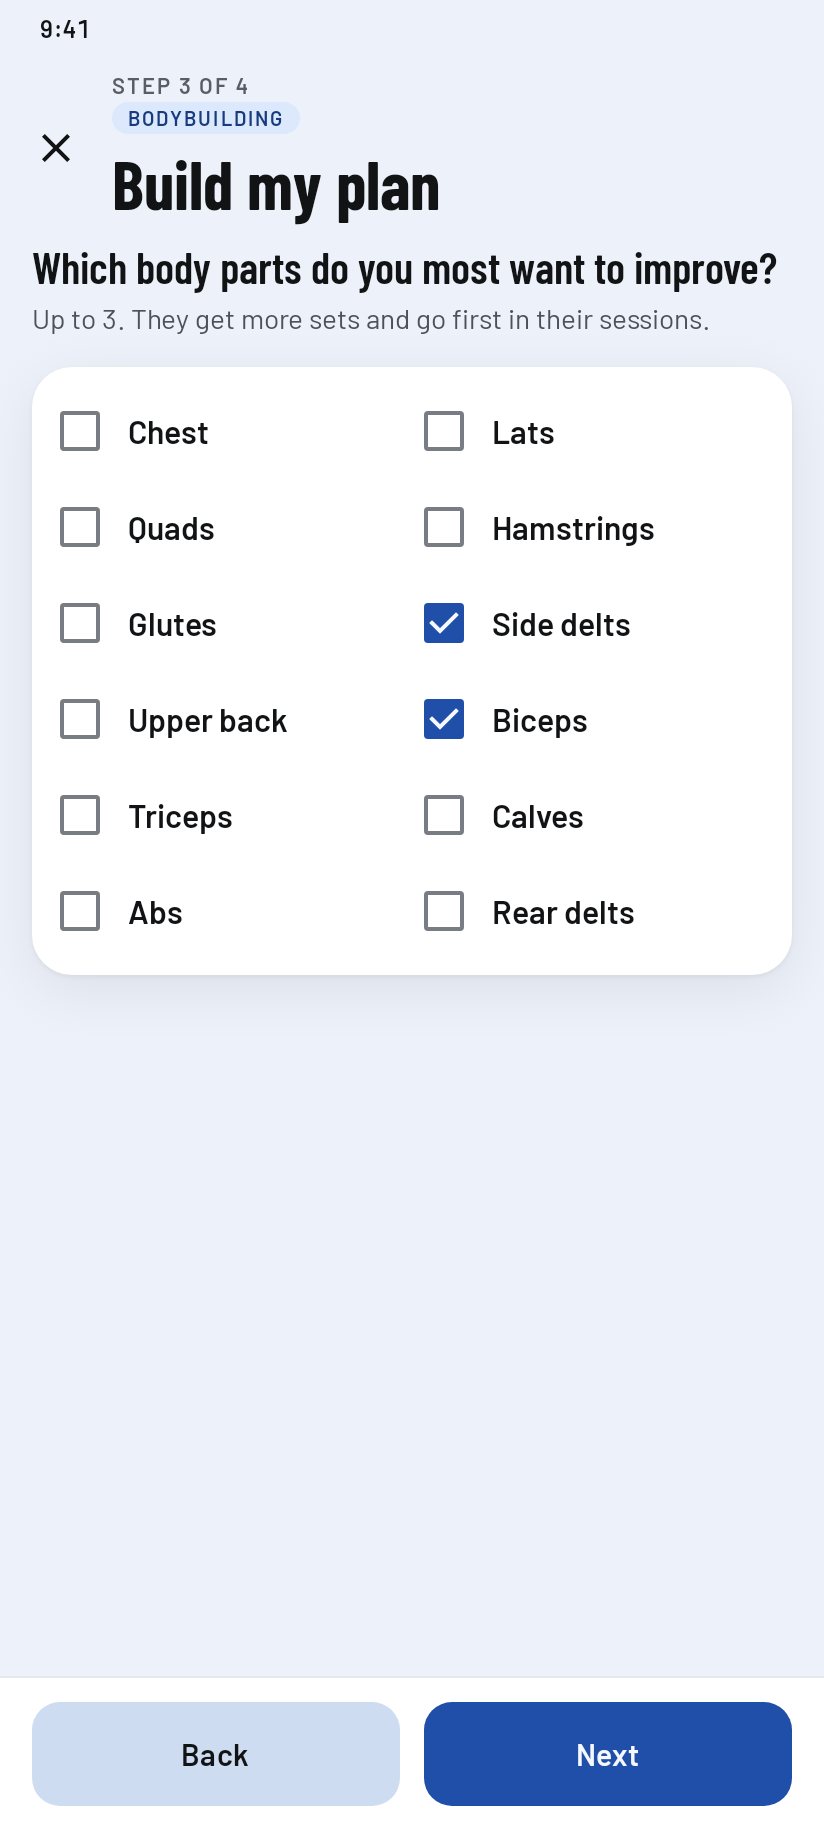 9:41
STEP 3 OF 4
BODYBUILDING
Build my plan
Which body parts do you most want to improve?
Up to 3. They get more sets and go first in their sessions.
Chest
Lats
Quads
Hamstrings
Glutes
Side delts
Upper back
Biceps
Triceps
Calves
Abs
Rear delts
Back
Next